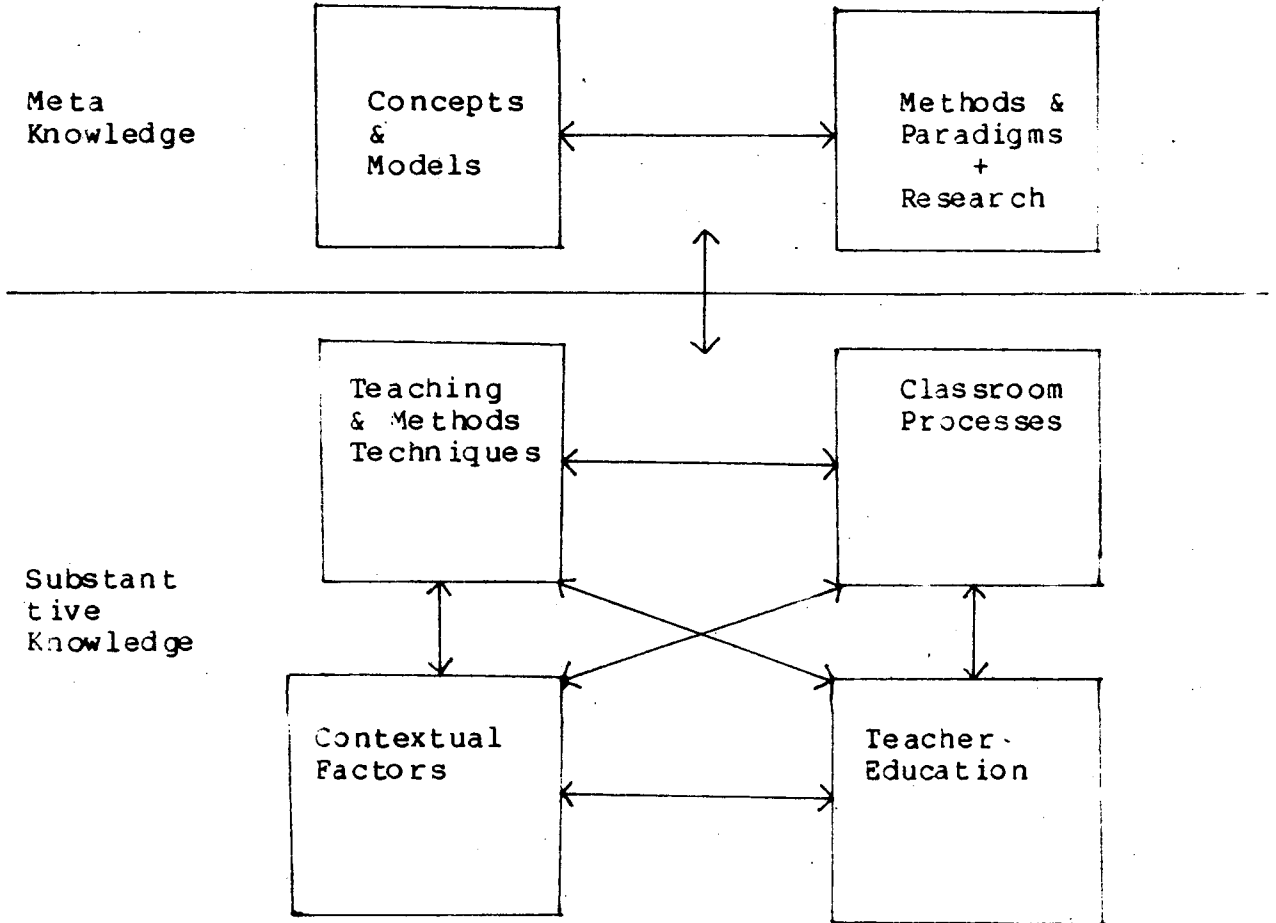 Meta
Knowledge
Concepts
&
Models
Methods &
Paradigms
+
Research
Teaching
& Methods
Techniques
Classroom
Processes
Substant
tive
Knowledge
Contextual
Factors
Teacher
Education